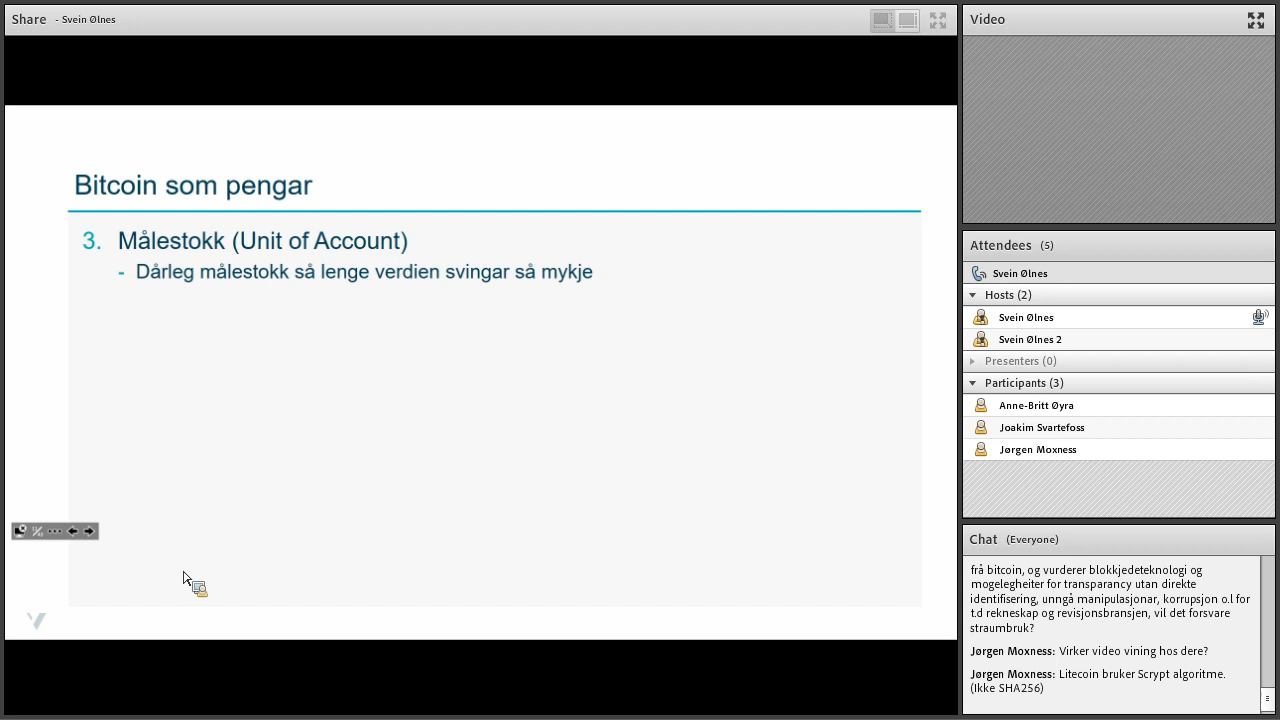 Share - Svein Ølnes
Bitcoin som pengar
3. Målestokk (Unit of Account)
- Dårleg målestokk så lenge verdien svingar så mykje
Video
Attendees (5)
Svein Ølnes
Hosts (2)
Svein Ølnes
Svein Ølnes 2
Presenters (0)
Participants (3)
Anne-Britt Øyra
Joakim Svartefoss
Jørgen Moxness
Chat (Everyone)
frå bitcoin, og vurderer blokkjedeteknologi og
mogelegheiter for transparancy utan direkte
identifisering, unngå manipulasjonar, korrupsjon o.l for
t.d rekneskap og revisjonsbransjen, vil det forsvare
straumbruk?
Jørgen Moxness: Virker video vining hos dere?
Jørgen Moxness: Litecoin bruker Scrypt algoritme.
(Ikke SHA256)